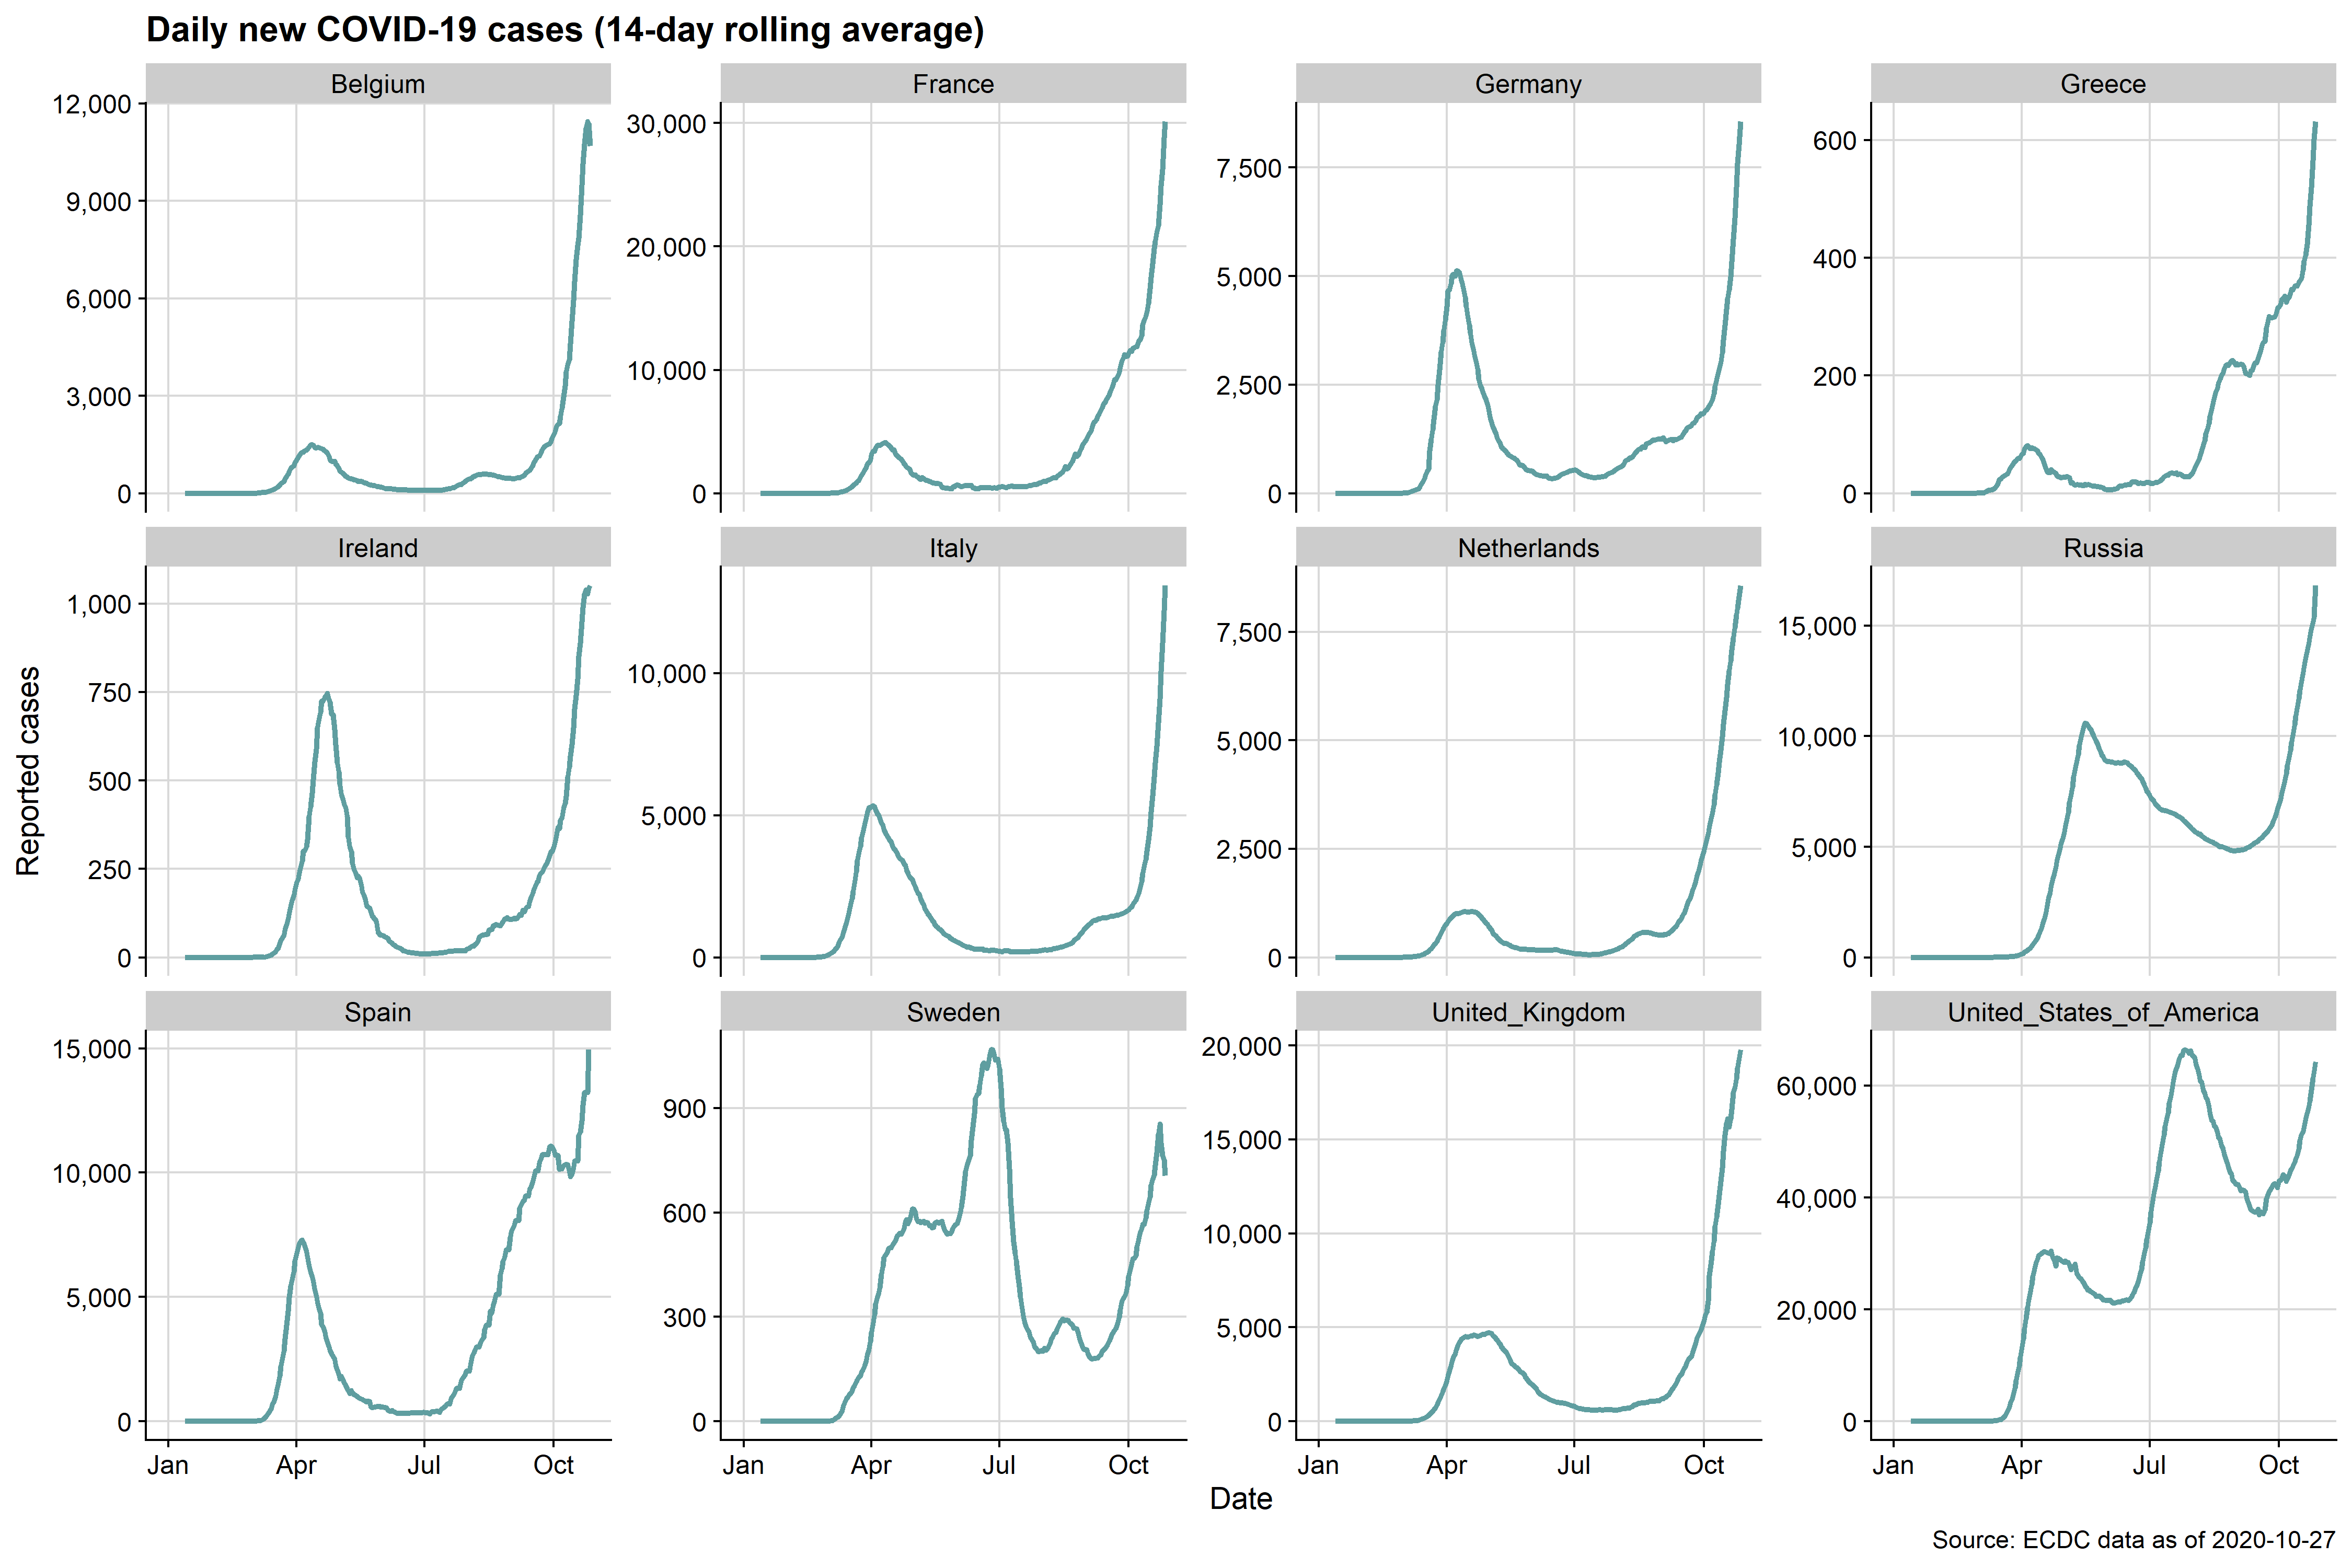 Daily new COVID-19 cases (14-day rolling average)
Belgium
France
Germany
Greece
12,000
9,000
6,000
3,000
0
30,000
20,000
10,000
0
7,500
5,000
2,500
0
600
400
200
0
Ireland
Italy
Netherlands
Russia
1,000
750
500
250
0
10,000
5,000
0
7,500
5,000
2,500
0
15,000
10,000
5,000
0
Reported cases
Spain
Sweden
United_Kingdom
United_States_of_America
15,000
10,000
5,000
0
900
600
300
0
20,000
15,000
10,000
5,000
0
60,000
40,000
20,000
0
Jan Apr Jul Oct
Jan Apr Jul Oct
Jan Apr Jul Oct
Jan Apr Jul Oct
Date
Source: ECDC data as of 2020-10-27